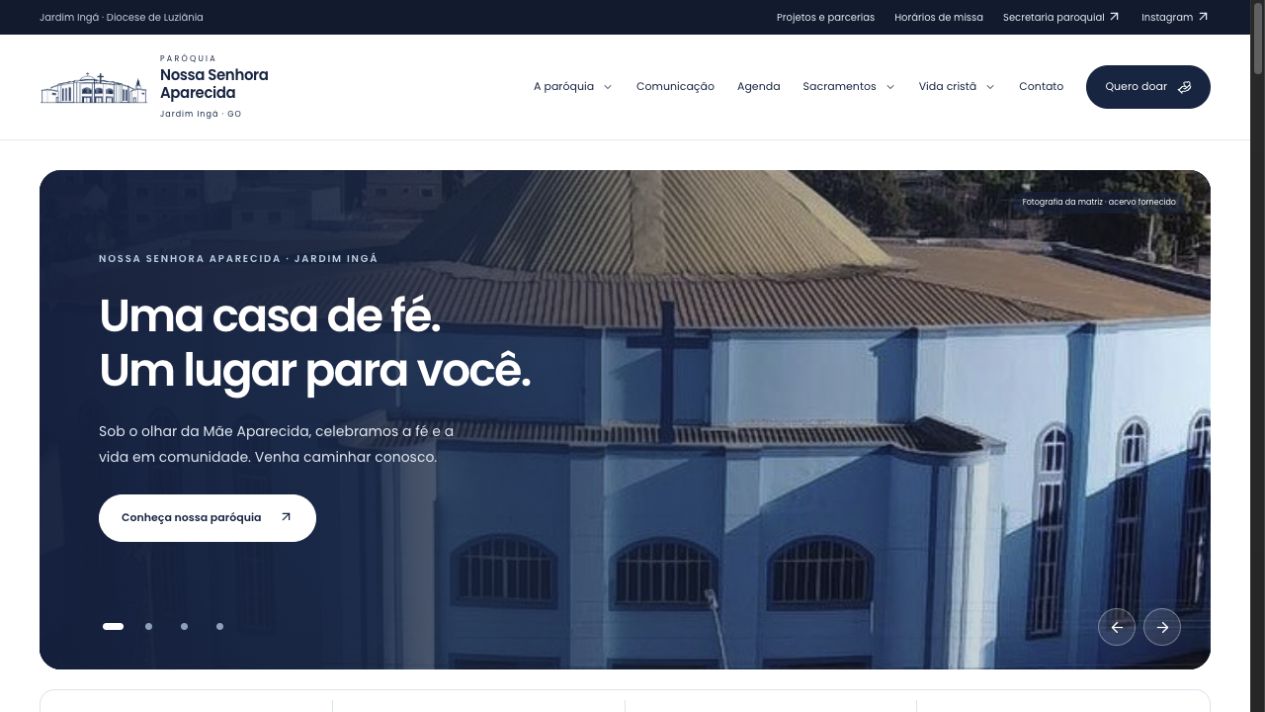 Jardim Ingá · Diocese de Luziânia
Projetos e parcerias
Horários de missa
Secretaria paroquial
Instagram
PARÓQUIA
Nossa Senhora
Aparecida
Jardim Ingá · GO
A paróquia
Comunicação
Agenda
Sacramentos
Vida cristã
Contato
Quero doar
Fotografia da matriz · acervo fornecido
NOSSA SENHORA APARECIDA · JARDIM INGÁ
Uma casa de fé.
Um lugar para você.
Sob o olhar da Mãe Aparecida, celebramos a fé e a
vida em comunidade. Venha caminhar conosco.
Conheça nossa paróquia